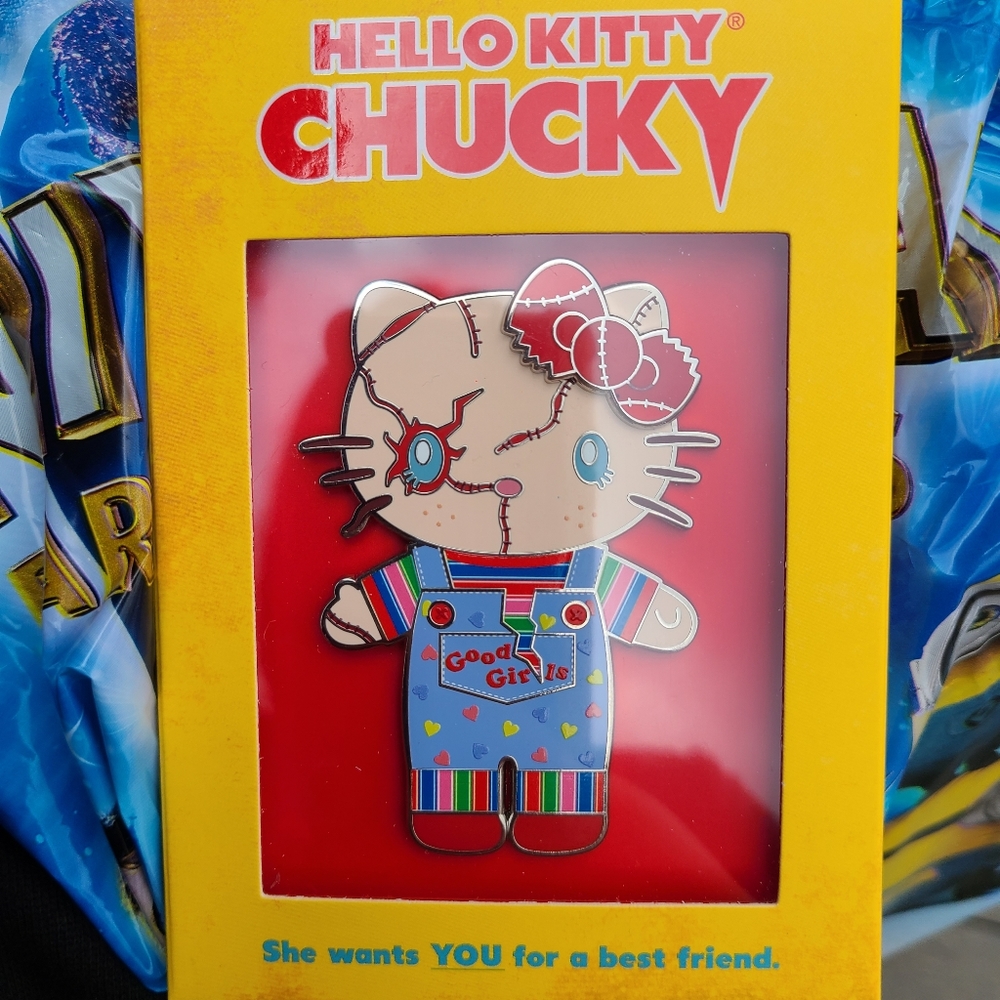 HELLO KITTY®
CHUCKY
Good
Girls
She wants YOU for a best friend.